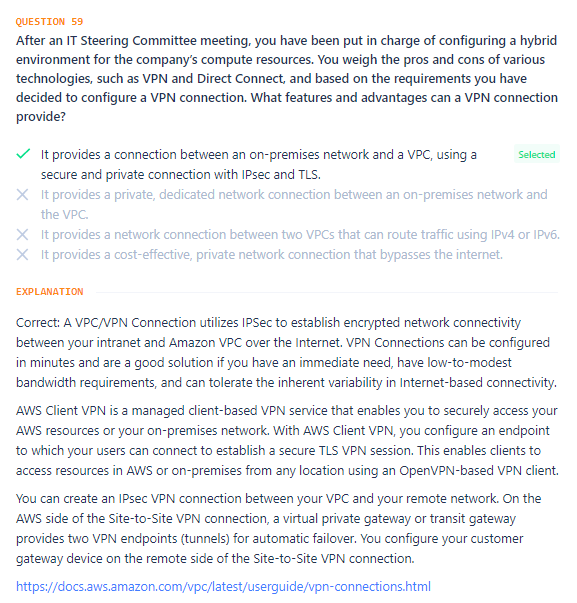 QUESTION 59
After an IT Steering Committee meeting, you have been put in charge of configuring a hybrid
environment for the company's compute resources. You weigh the pros and cons of various
technologies, such as VPN and Direct Connect, and based on the requirements you have
decided to configure a VPN connection. What features and advantages can a VPN connection
provide?
It provides a connection between an on-premises network and a VPC, using a
secure and private connection with IPsec and TLS.
Selected
It provides a private, dedicated network connection between an on-premises network and
the VPC.
It provides a network connection between two VPCs that can route traffic using IPv4 or IPv6.
It provides a cost-effective, private network connection that bypasses the internet.
EXPLANATION
Correct: A VPC/VPN Connection utilizes IPSec to establish encrypted network connectivity
between your intranet and Amazon VPC over the Internet. VPN Connections can be configured
in minutes and are a good solution if you have an immediate need, have low-to-modest
bandwidth requirements, and can tolerate the inherent variability in Internet-based connectivity.
AWS Client VPN is a managed client-based VPN service that enables you to securely access your
AWS resources or your on-premises network. With AWS Client VPN, you configure an endpoint
to which your users can connect to establish a secure TLS VPN session. This enables clients to
access resources in AWS or on-premises from any location using an OpenVPN-based VPN client.
You can create an IPsec VPN connection between your VPC and your remote network. On the
AWS side of the Site-to-Site VPN connection, a virtual private gateway or transit gateway
provides two VPN endpoints (tunnels) for automatic failover. You configure your customer
gateway device on the remote side of the Site-to-Site VPN connection.
https://docs.aws.amazon.com/vpc/latest/userguide/vpn-connections.html